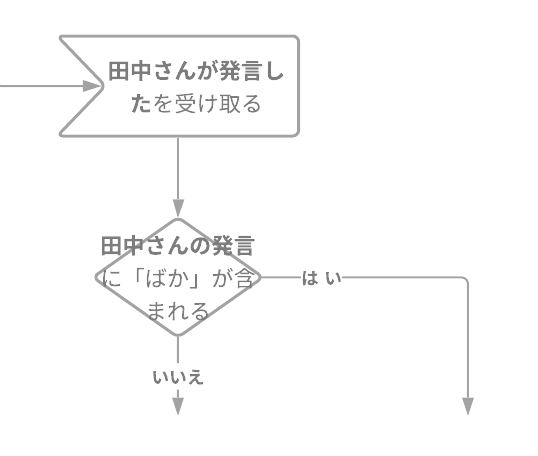 田中さんが発言し
たを受け取る
田中さんの発言
に「ばか」が含
まれる
はい
いいえ